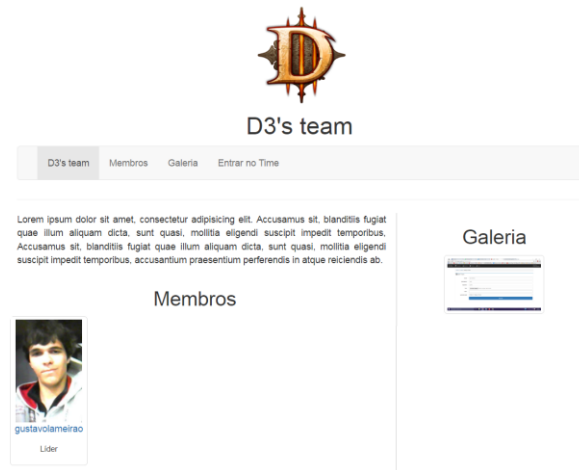 D
D3's team
D3's team Membros Galeria Entrar no Time
Lorem ipsum dolor sit amet, consectetur adipisicing elit. Accusamus sit, blanditiis fugiat
quae illum aliquam dicta, sunt quasi, mollitia eligendi suscipit impedit temporibus,
Accusamus sit, blanditiis fugiat quae illum aliquam dicta, sunt quasi, mollitia eligendi
suscipit impedit temporibus, accusantium praesentium perferendis in atque reiciendis ab.
Galeria
Membros
gustavolameirao
Líder